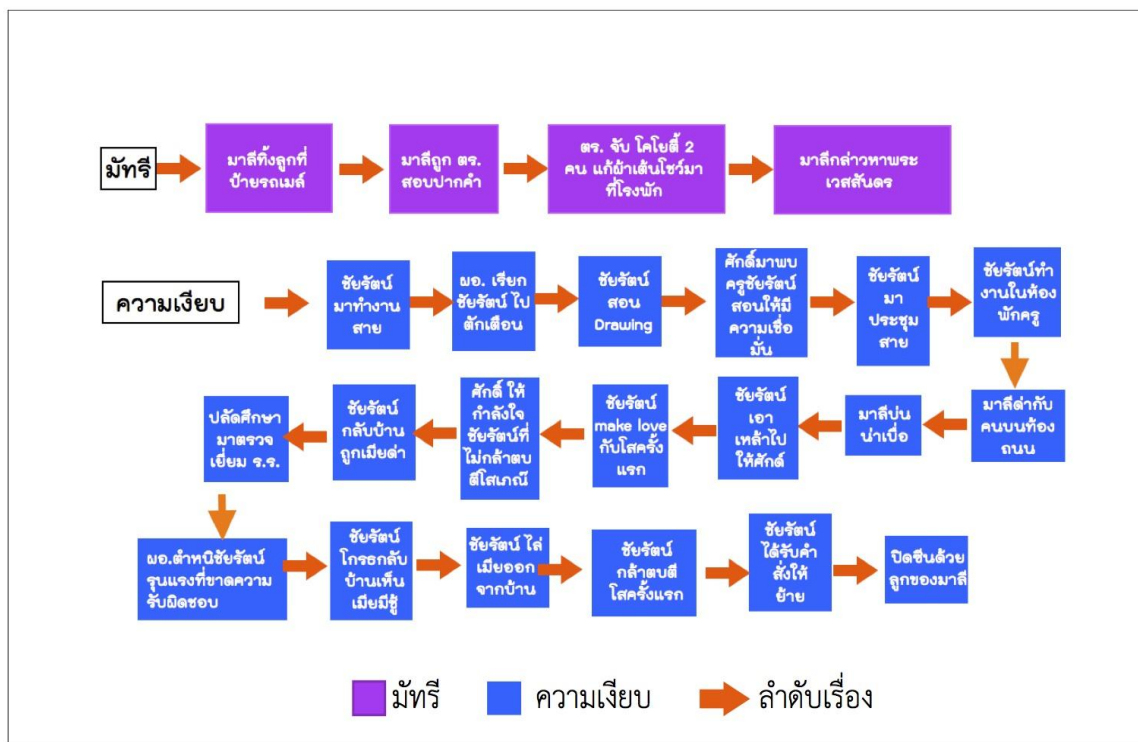 มัทรี
มาลีทิ้งลูกที่
ป้ายรถเมล์
มาลีถูก ตร.
สอบปากคำ
ตร. จับ โคโยตี้ 2
คน แก้ผ้าเต้นโชว์มา
ที่โรงพัก
มาลีกล่าวหาพระ
เวสสันดร
ความเงียบ
ชัยรัตน์
มาทำงาน
สาย
ผอ. เรียก
ชัยรัตน์ ไป
ตักเตือน
ชัยรัตน์
สอน
Drawing
ศักดิ์มาพบ
ครูชัยรัตน์
สอนให้มี
ความเชื่อ
มั่น
ชัยรัตน์
มา
ประชุม
สาย
ชัยรัตน์ทำ
งานในห้อง
พักครู
มาลีด่ากับ
คนบนท้อง
ถนน
มาลีบ่น
น่าเบื่อ
ชัยรัตน์
เอา
เหล้าไป
ให้ศักดิ์
ชัยรัตน์
make love
กับโสครั้ง
แรก
ศักดิ์ ให้
กำลังใจ
ชัยรัตน์ที่
ไม่กล้าตบ
ตีโสเภณี
ชัยรัตน์
กลับบ้าน
ถูกเมียด่า
ปลัดศึกษา
มาตรวจ
เยี่ยม ร.ร.
ผอ.ตำหนิชัยรัตน์
รุนแรงที่ขาดความ
รับผิดชอบ
ชัยรัตน์
โกรธกลับ
บ้านเห็น
เมียมีชู้
ชัยรัตน์ ไล่
เมียออก
จากบ้าน
ชัยรัตน์
กล้าตบตี
โสครั้งแรก
ชัยรัตน์
ได้รับคำ
สั่งให้
ย้าย
ปิดซีนด้วย
ลูกของมาลี
มัทรี
ความเงียบ
ลำดับเรื่อง